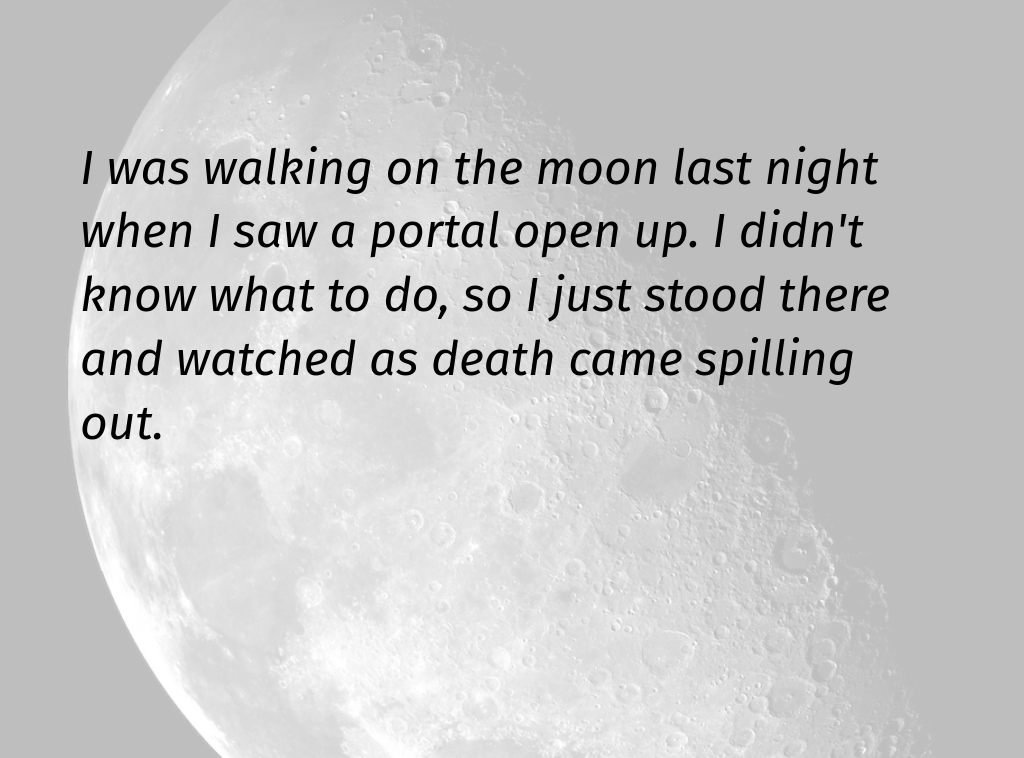 I was walking on the moon last night
when I saw a portal open up. I didn't
know what to do, so I just stood there
and watched as death came spilling
out.